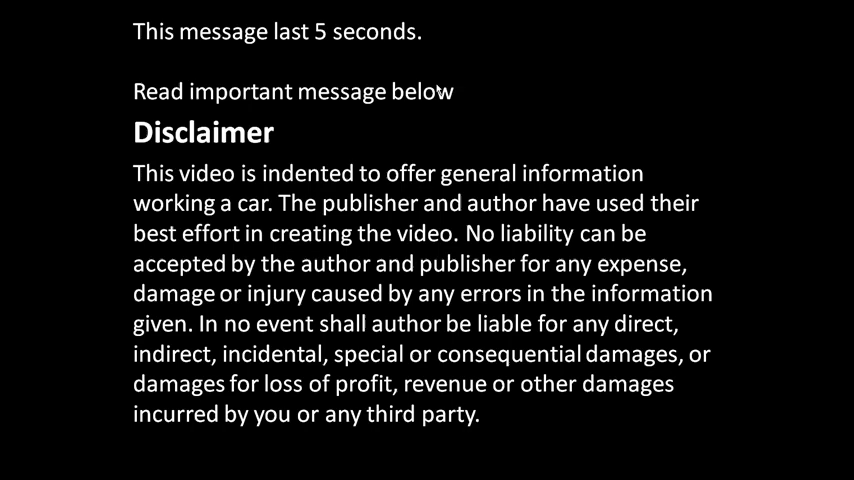 This message last 5 seconds.
Read important message below
Disclaimer
This video is indented to offer general information
working a car. The publisher and author have used their
best effort in creating the video. No liability can be
accepted by the author and publisher for any expense,
damage or injury caused by any errors in the information
given. In no event shall author be liable for any direct,
indirect, incidental, special or consequential damages, or
damages for loss of profit, revenue or other damages
incurred by you or any third party.